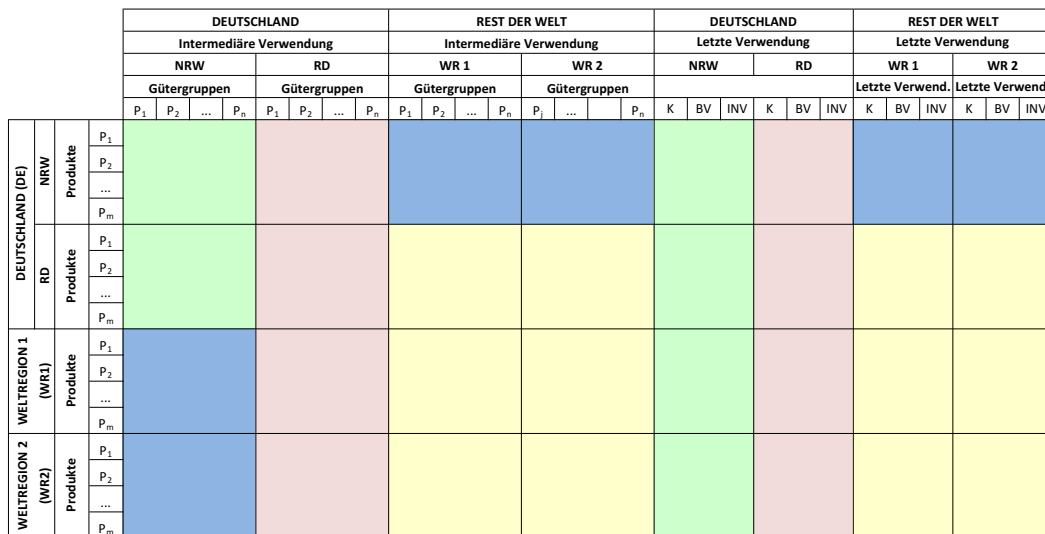 DEUTSCHLAND REST DER WELT DEUTSCHLAND REST DER WELT
Intermediäre Verwendung Intermediäre Verwendung Letzte Verwendung Letzte Verwendung
NRW RD WR 1 WR 2 NRW RD WR 1 WR 2
Gütergruppen Gütergruppen Gütergruppen Gütergruppen Letzte Verwend. Letzte Verwend
P1 P2 ... Pn P1 P2 ... Pn P1 P2 ... Pn Pj ... Pn K BV INV K BV INV K BV INV K BV INV
DEUTSCHLAND (DE)
NRW
Produkte
P1
P2
...
Pm
RD
Produkte
P1
P2
...
Pm
WELTREGION 1
(WR1)
Produkte
P1
P2
...
Pm
WELTREGION 2
(WR2)
Produkte
P1
P2
...
Pm